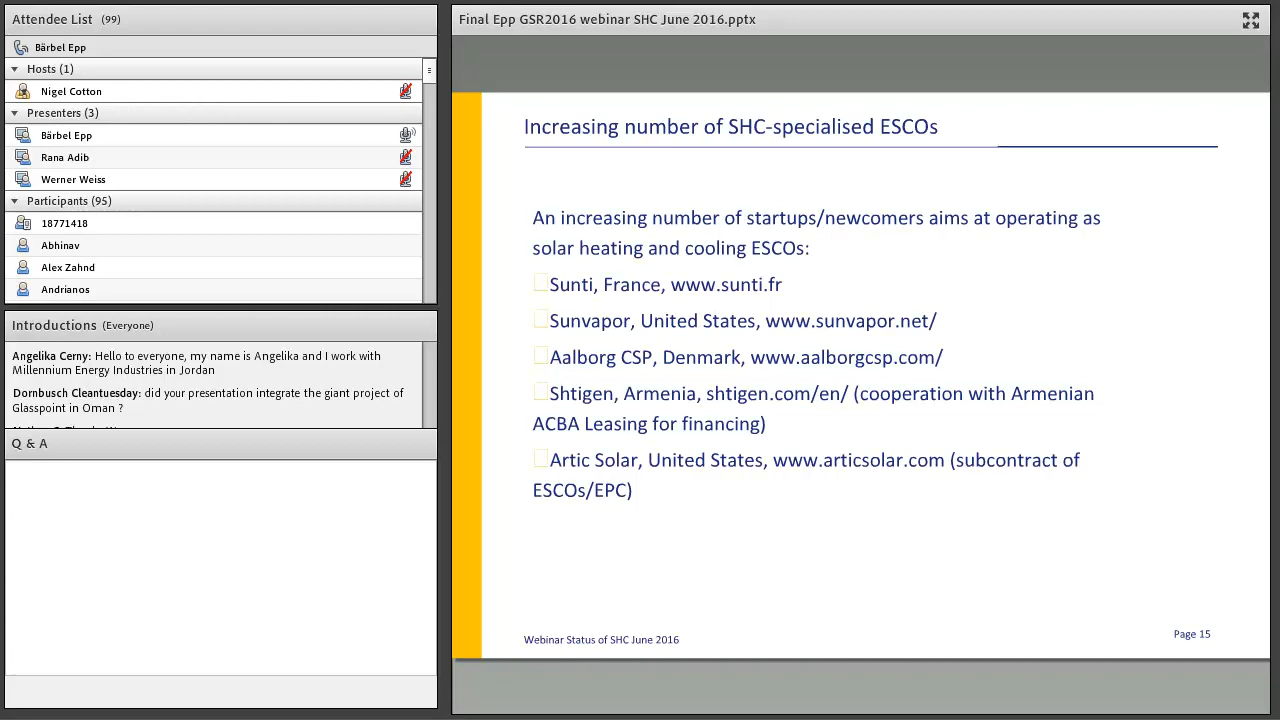 Attendee List (99)
Bärbel Epp
Hosts (1)
Nigel Cotton
Presenters (3)
Bärbel Epp
Rana Adib
Werner Weiss
Participants (95)
18771418
Abhinav
Alex Zahnd
Andrianos
Introductions (Everyone)
Angelika Cerny: Hello to everyone, my name is Angelika and I work with
Millennium Energy Industries in Jordan
Dornbusch Cleantuesday: did your presentation integrate the giant project of
Glasspoint in Oman ?
Q & A
Final Epp GSR2016 webinar SHC June 2016.pptx
Increasing number of SHC-specialised ESCOs
An increasing number of startups/newcomers aims at operating as
solar heating and cooling ESCOs:
Sunti, France, www.sunti.fr
Sunvapor, United States, www.sunvapor.net/
Aalborg CSP, Denmark, www.aalborgcsp.com/
Shtigen, Armenia, shtigen.com/en/ (cooperation with Armenian
ACBA Leasing for financing)
Artic Solar, United States, www.articsolar.com (subcontract of
ESCOs/EPC)
Webinar Status of SHC June 2016
Page 15